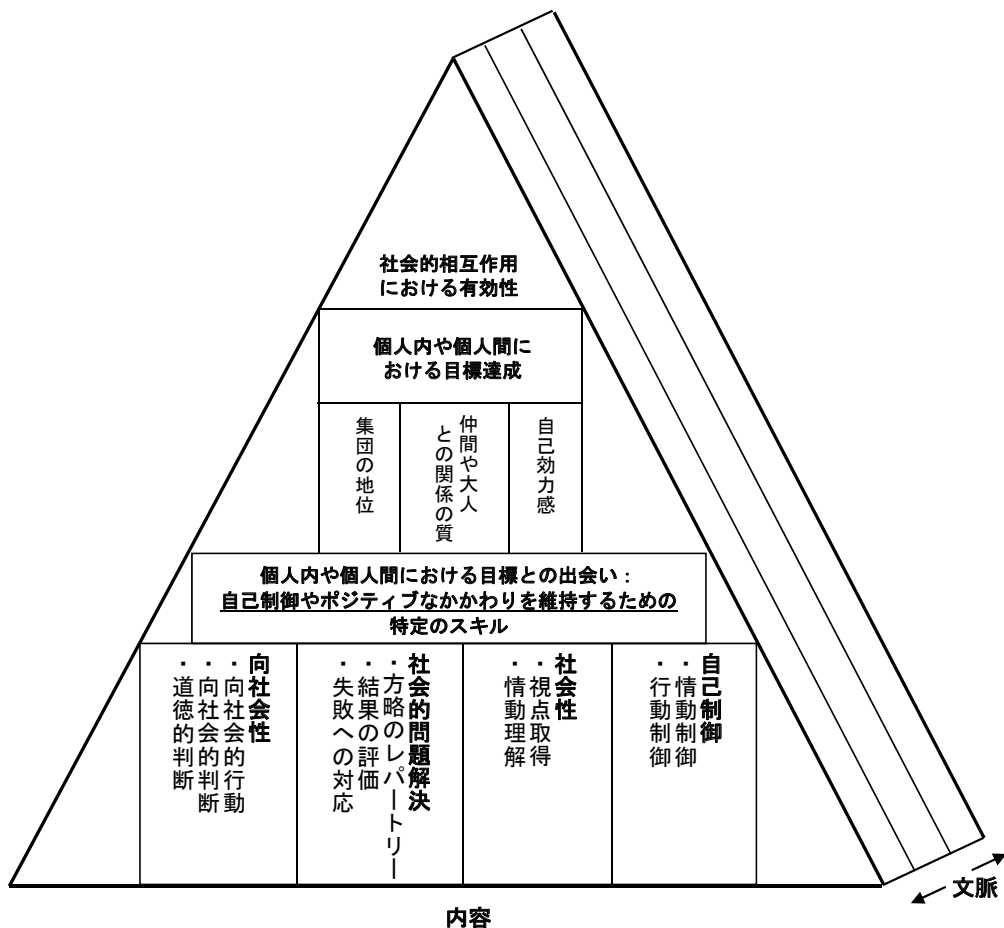 社会的相互作用
における有効性
個人内や個人間に
おける目標達成
自己効力感
仲間や大人
との関係の質
集団の地位
個人内や個人間における目標との出会い：
自己制御やポジティブなかかわりを維持するための
特定のスキル
自己制御
・情動制御
・行動制御
社会性
・視点取得
・情動理解
社会的問題解決
・方略のレパートリー
・結果の評価
・失敗への対応
向社会性
・向社会的行動
・向社会的判断
・道徳的判断
文脈
内容